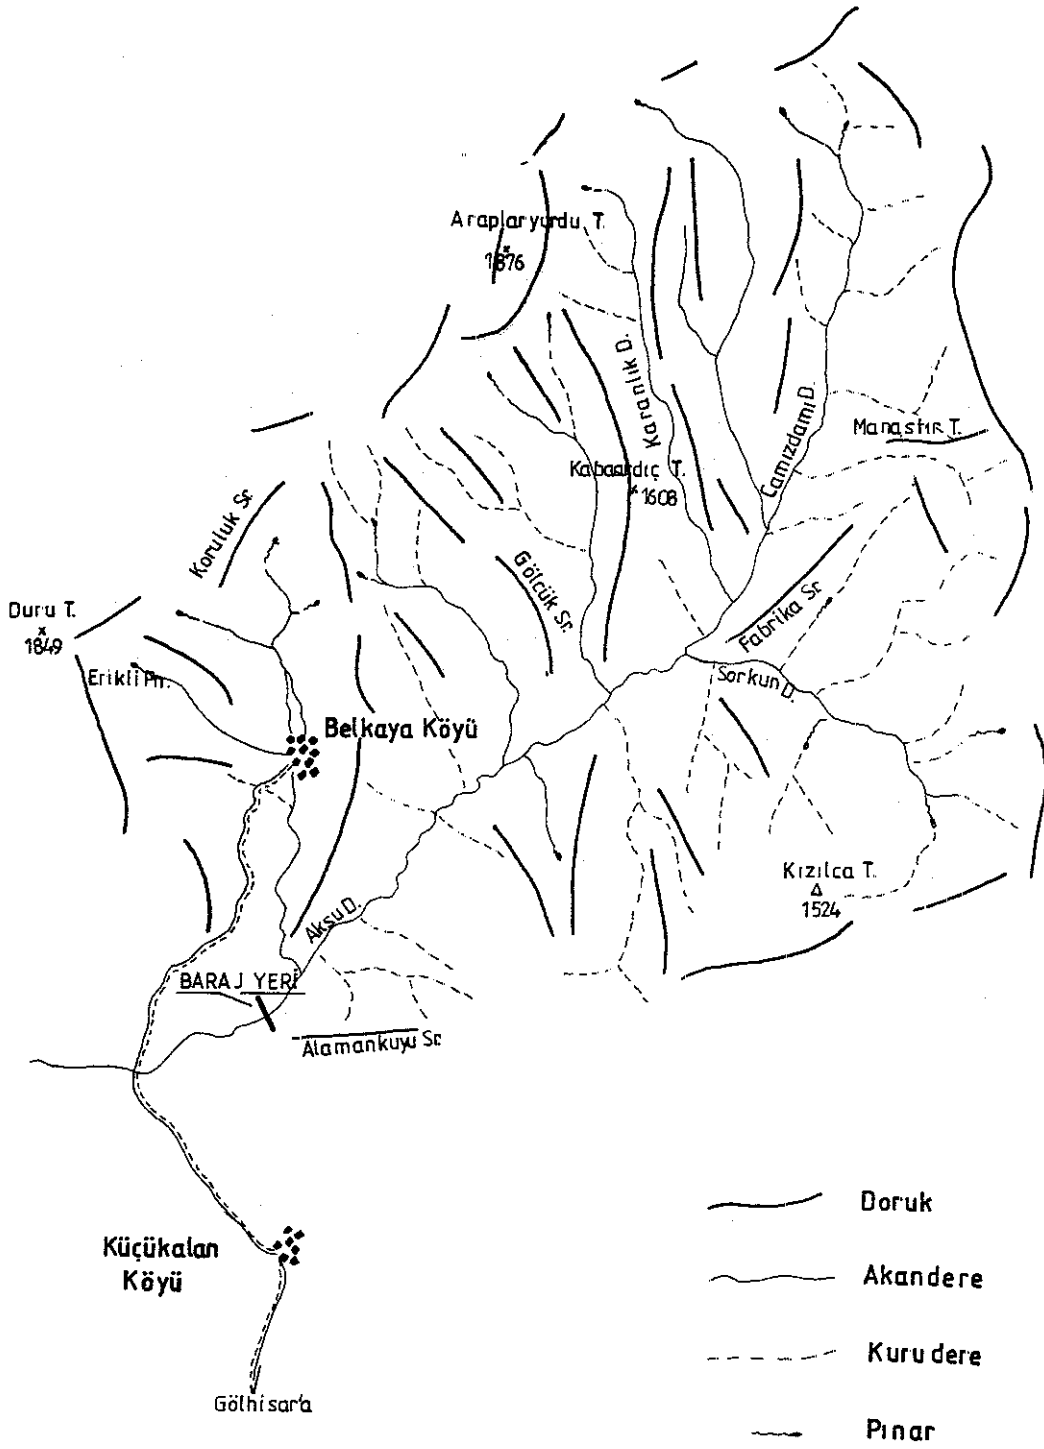 Araplaryurdu T.
1876
Karanlık D.
Camızdamı D.
Manastır T.
Kabaardıç T.
1608
Koruluk Sr.
Gölcük Sr.
Duru T.
1849
Erikli Pn.
Fabrika Sr.
Sorkun D.
Belkaya Köyü
Kızılca T.
1524
Aksu D.
BARAJ YERİ
Alamankuyu Sr.
Doruk
Küçükalan
Köyü
Akandere
Kuru dere
Gölhisar'a
Pınar